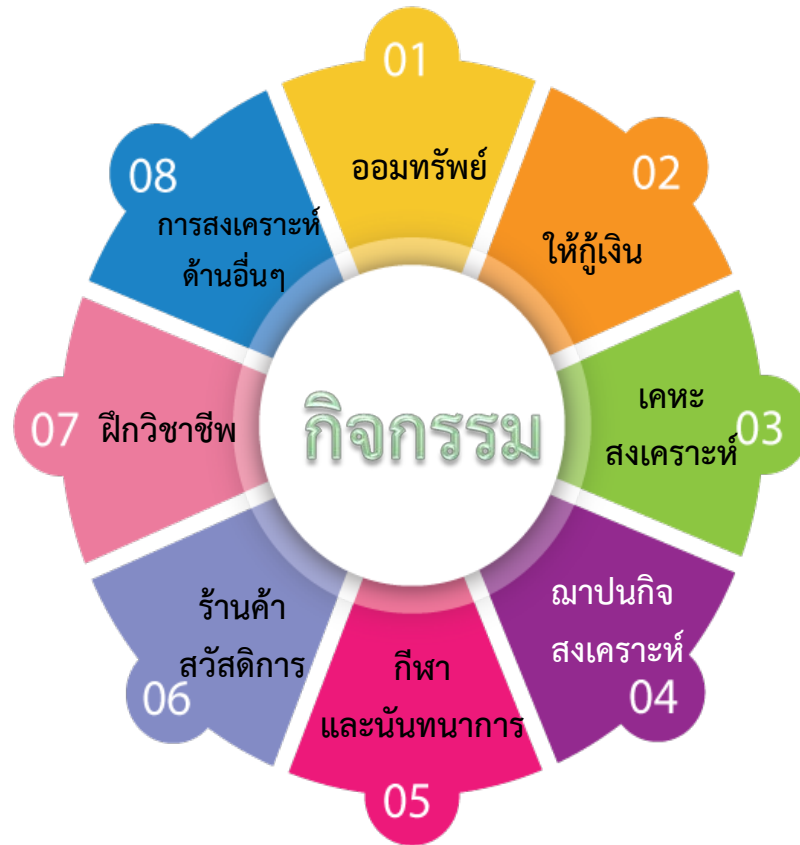 01
ออมทรัพย์
02
ให้กู้เงิน
03
เคหะ
สงเคราะห์
04
ฌาปนกิจ
สงเคราะห์
05
กีฬา
และนันทนาการ
06
ร้านค้า
สวัสดิการ
07
ฝึกวิชาชีพ
08
การสงเคราะห์
ด้านอื่นๆ
กิจกรรม